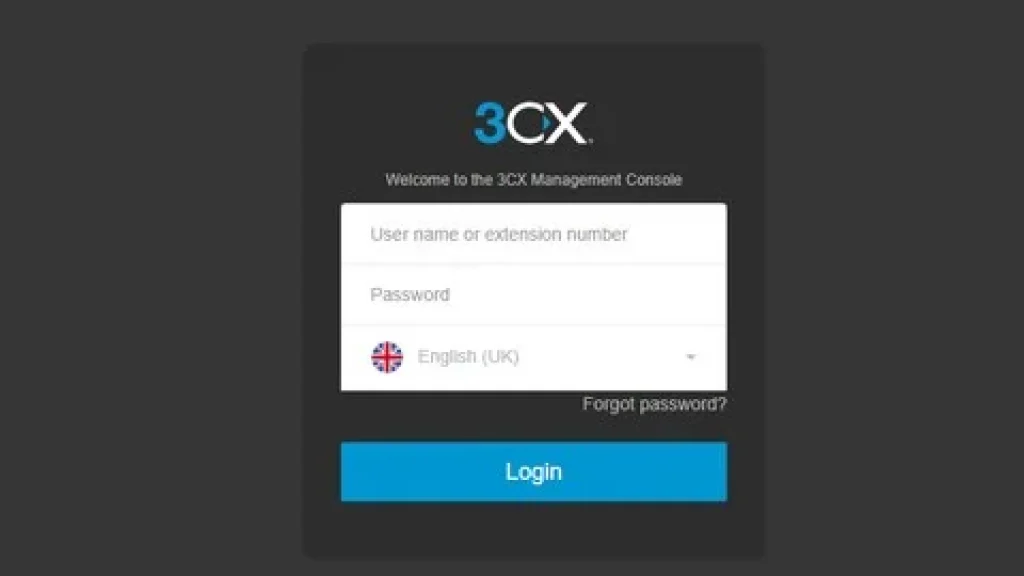 3CX
Welcome to the 3CX Management Console
User name or extension number
Password
English (UK)
Forgot password?
Login